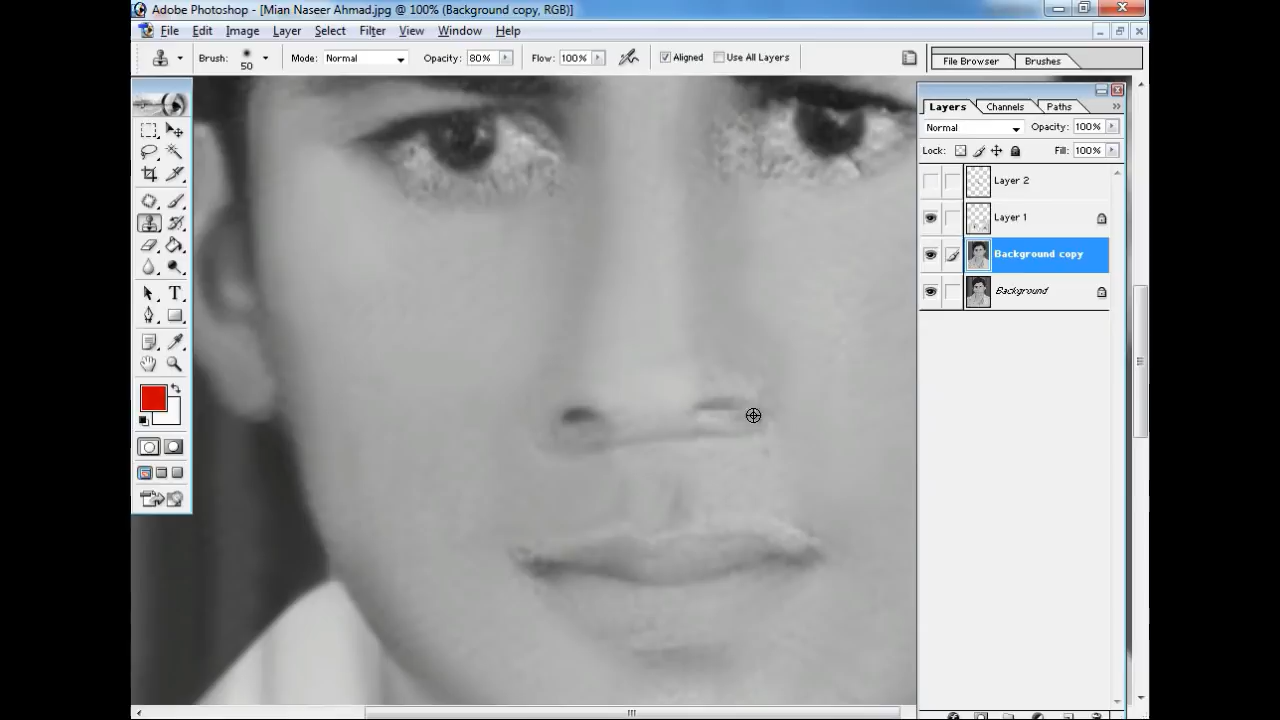 Adobe Photoshop - [Mian Naseer Ahmad.jpg @ 100% (Background copy, RGB)]
File Edit Image Layer Select Filter View Window Help
Brush: 50 Mode: Normal Opacity: 80% Flow: 100% Aligned Use All Layers File Browser Brushes
Layers Channels Paths
Normal Opacity: 100%
Lock: Fill: 100%
Layer 2
Layer 1
Background copy
Background